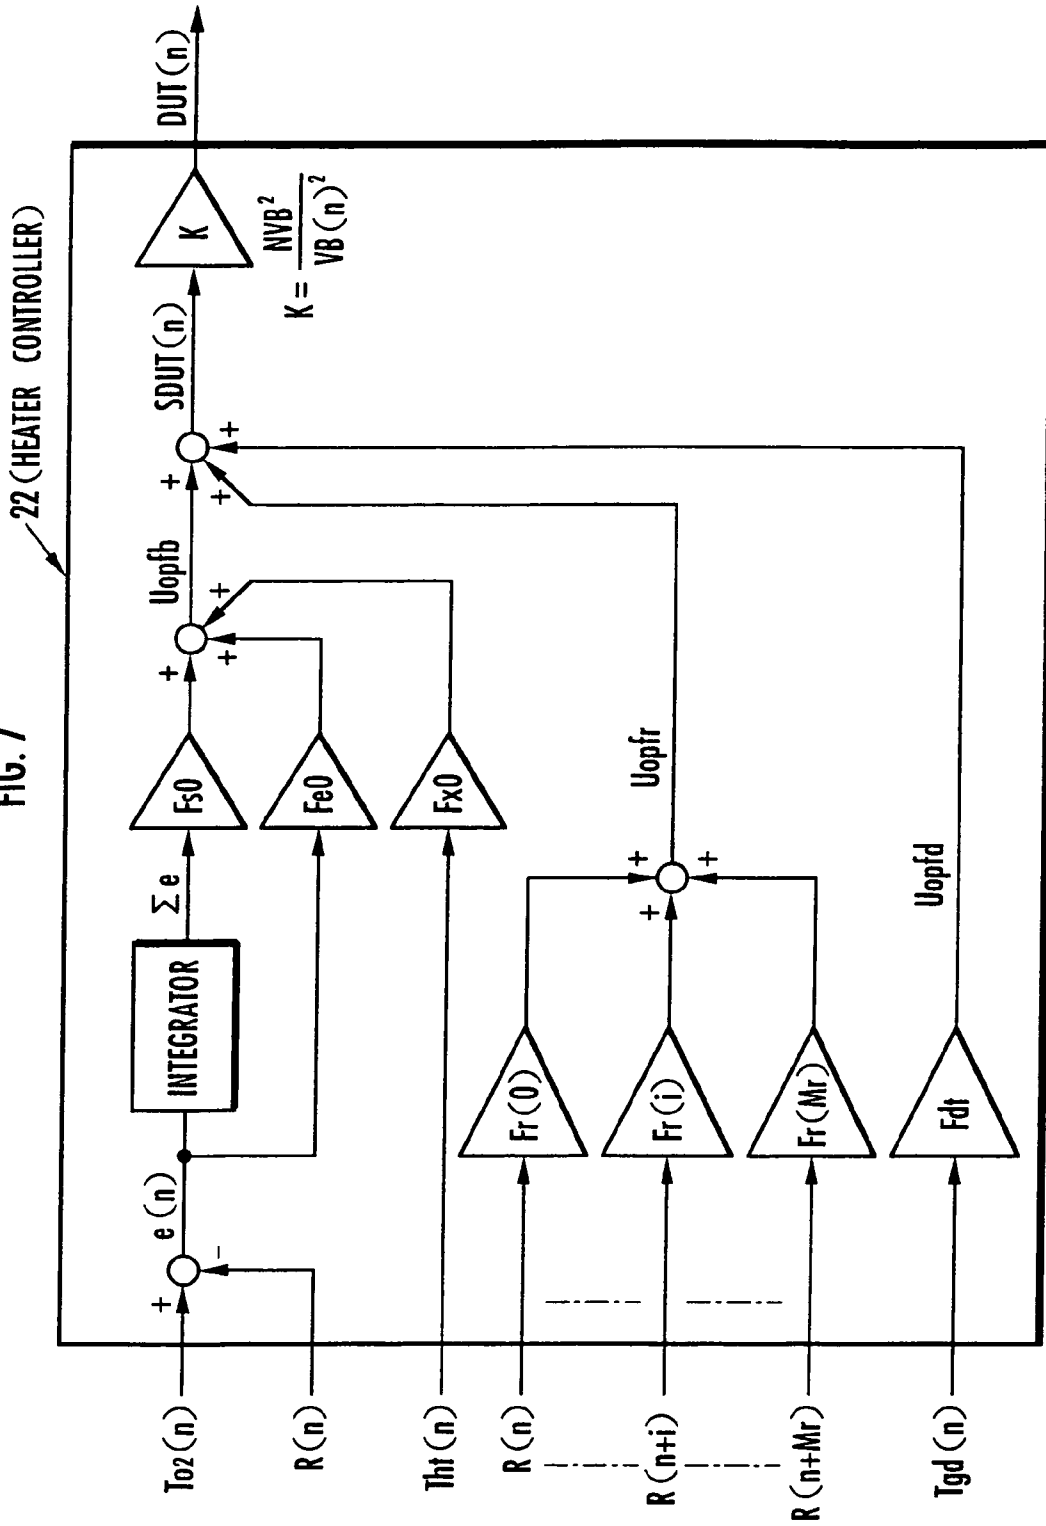 FIG. 7
22 (HEATER CONTROLLER)
To2(n)
+
-
e(n)
INTEGRATOR
Σe
Fs0
+
Uopfb
+
SDUT(n)
K
DUT(n)
K = NVB² / VB(n)²
R(n)
Fe0
+
Tht(n)
Fx0
+
R(n)
Fr(0)
+
R(n+i)
Fr(i)
+
Uopfr
+
R(n+Mr)
Fr(Mr)
+
Tgd(n)
Fdt
Uopfd
+